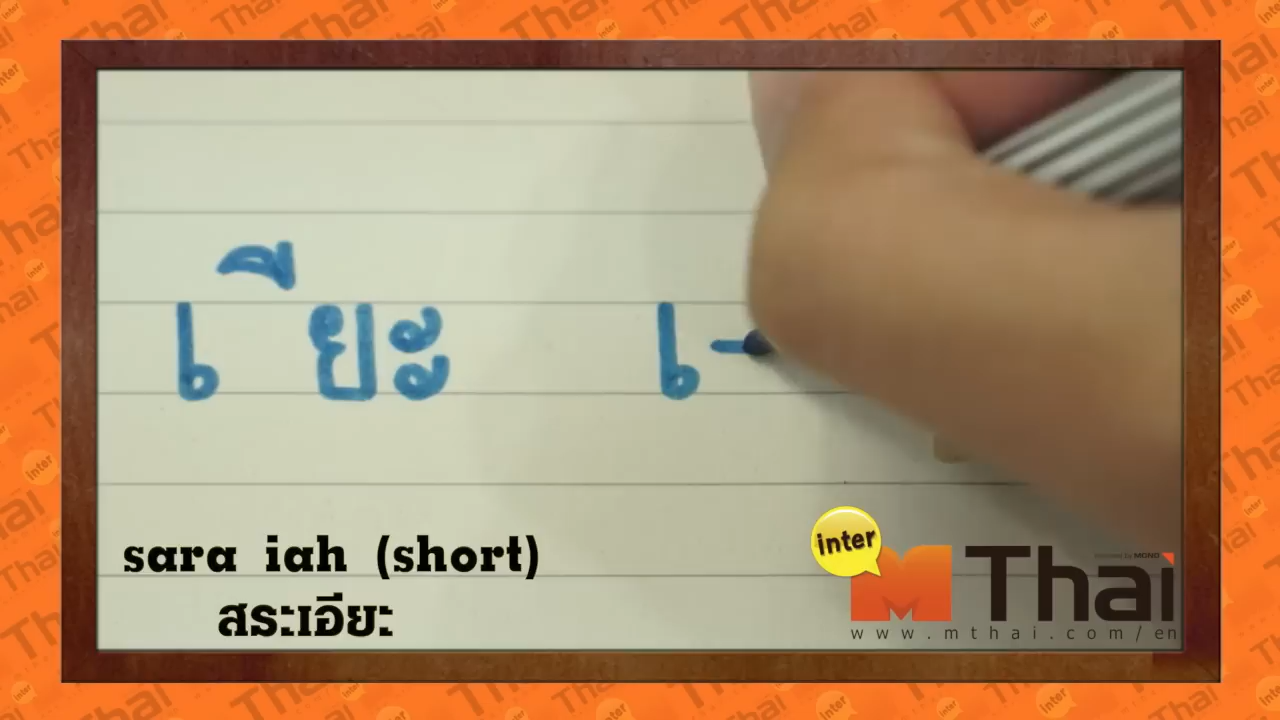 เ ียะ เ-
sara iah (short)
สระเอียะ
inter
MThai
www.mthai.com/en